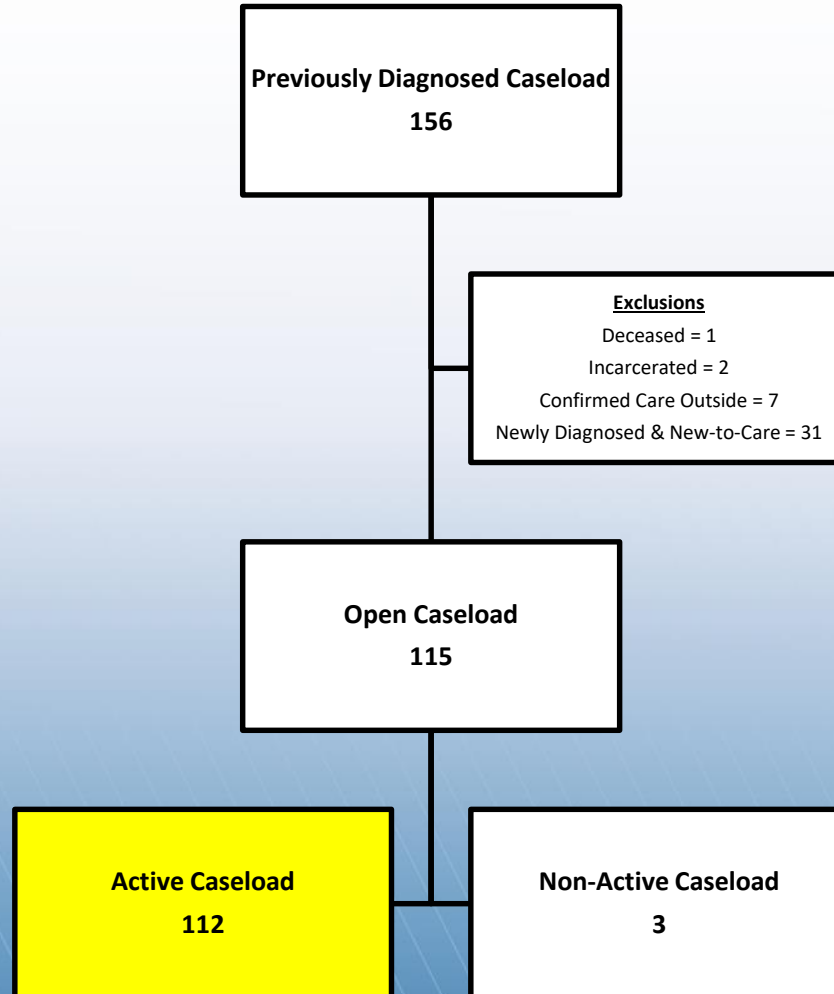 Previously Diagnosed Caseload
156
Exclusions
Deceased = 1
Incarcerated = 2
Confirmed Care Outside = 7
Newly Diagnosed & New-to-Care = 31
Open Caseload
115
Active Caseload
112
Non-Active Caseload
3